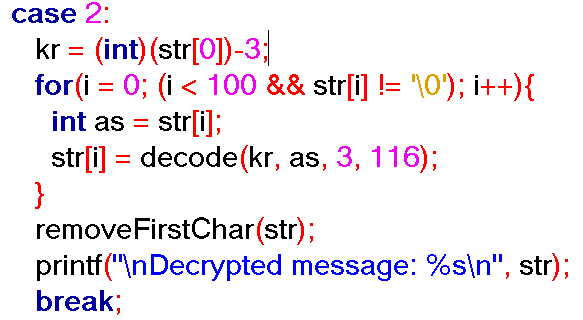 case 2:
kr = (int)(str[0])-3;
for(i = 0; (i < 100 && str[i] != '\0'); i++){
int as = str[i];
str[i] = decode(kr, as, 3, 116);
}
removeFirstChar(str);
printf("\nDecrypted message: %s\n", str);
break;